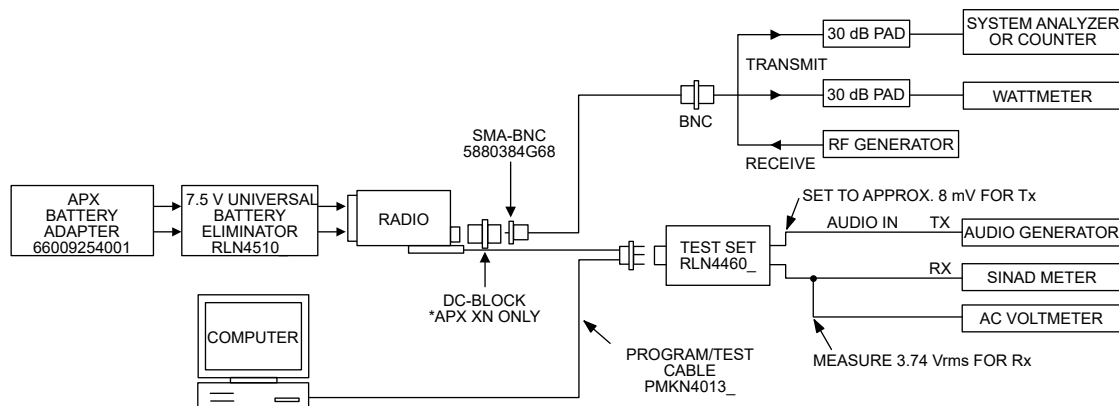 30 dB PAD
SYSTEM ANALYZER
OR COUNTER
TRANSMIT
30 dB PAD
WATTMETER
BNC
RF GENERATOR
RECEIVE
SMA-BNC
5880384G68
APX
BATTERY
ADAPTER
66009254001
7.5 V UNIVERSAL
BATTERY
ELIMINATOR
RLN4510_
RADIO
SET TO APPROX. 8 mV FOR Tx
AUDIO IN
TX
AUDIO GENERATOR
TEST SET
RLN4460_
RX
SINAD METER
DC-BLOCK
*APX XN ONLY
AC VOLTMETER
COMPUTER
PROGRAM/TEST
CABLE
PMKN4013_
MEASURE 3.74 Vrms FOR Rx